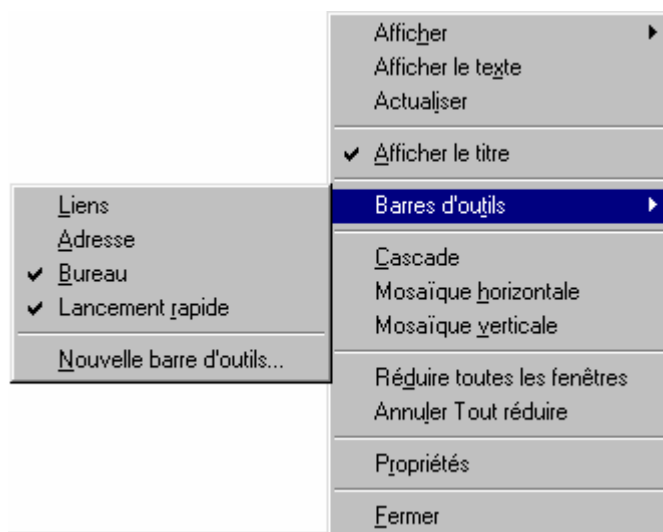 Afficher
Afficher le texte
Actualiser
Afficher le titre
Barres d'outils
Liens
Adresse
Bureau
Lancement rapide
Nouvelle barre d'outils...
Cascade
Mosaïque horizontale
Mosaïque verticale
Réduire toutes les fenêtres
Annuler Tout réduire
Propriétés
Fermer